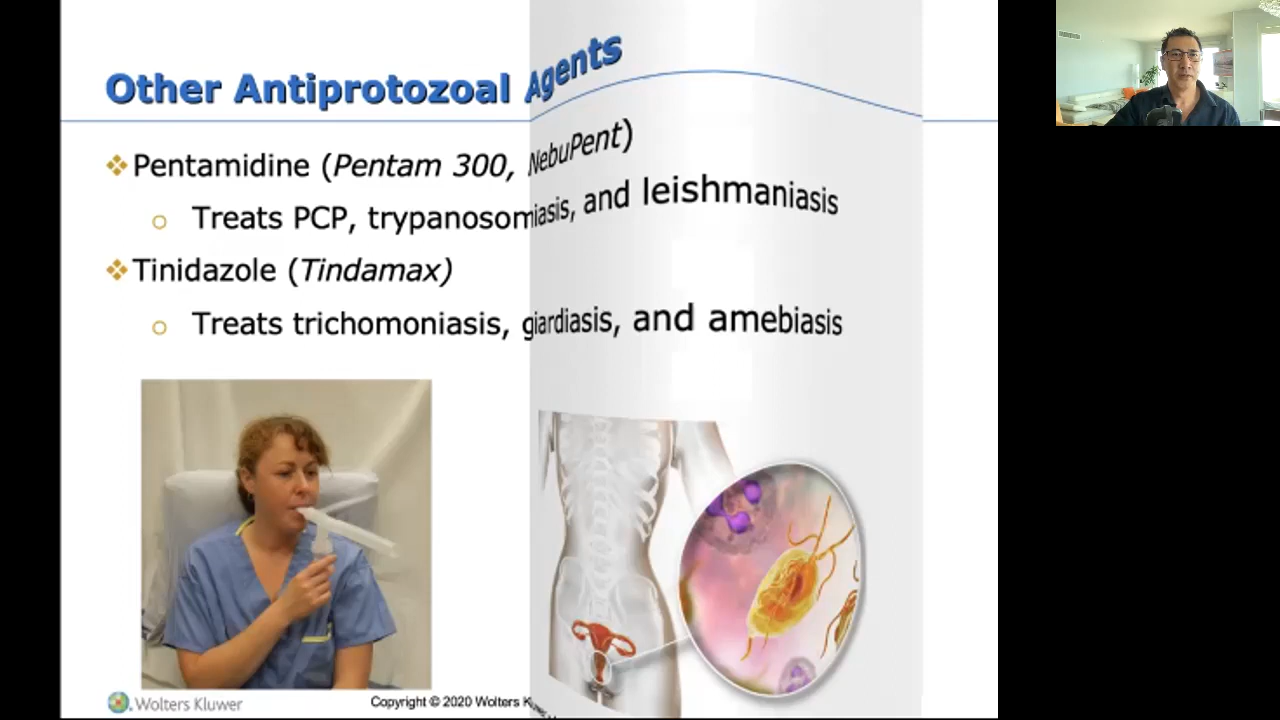 Other Antiprotozoal Agents
Pentamidine (Pentam 300, NebuPent)
Treats PCP, trypanosomiasis, and leishmaniasis
Tinidazole (Tindamax)
Treats trichomoniasis, giardiasis, and amebiasis
Wolters Kluwer
Copyright © 2020 Wolters